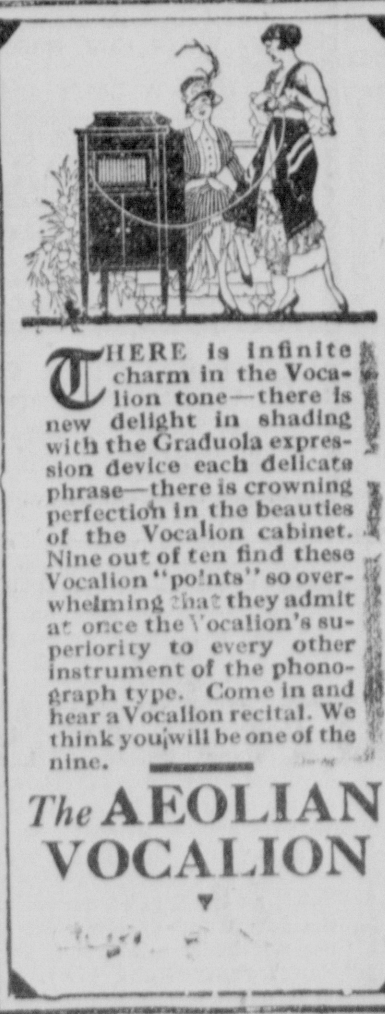 THERE is infinite
charm in the Voca-
lion tone—there is
new delight in shading
with the Graduola expres-
sion device each delicate
phrase—there is crowning
perfection in the beauties
of the Vocalion cabinet.
Nine out of ten find these
Vocalion "points" so over-
whelming that they admit
at once the Vocalion's su-
periority to every other
instrument of the phono-
graph type. Come in and
hear a Vocalion recital. We
think you will be one of the
nine.
The AEOLIAN
VOCALION